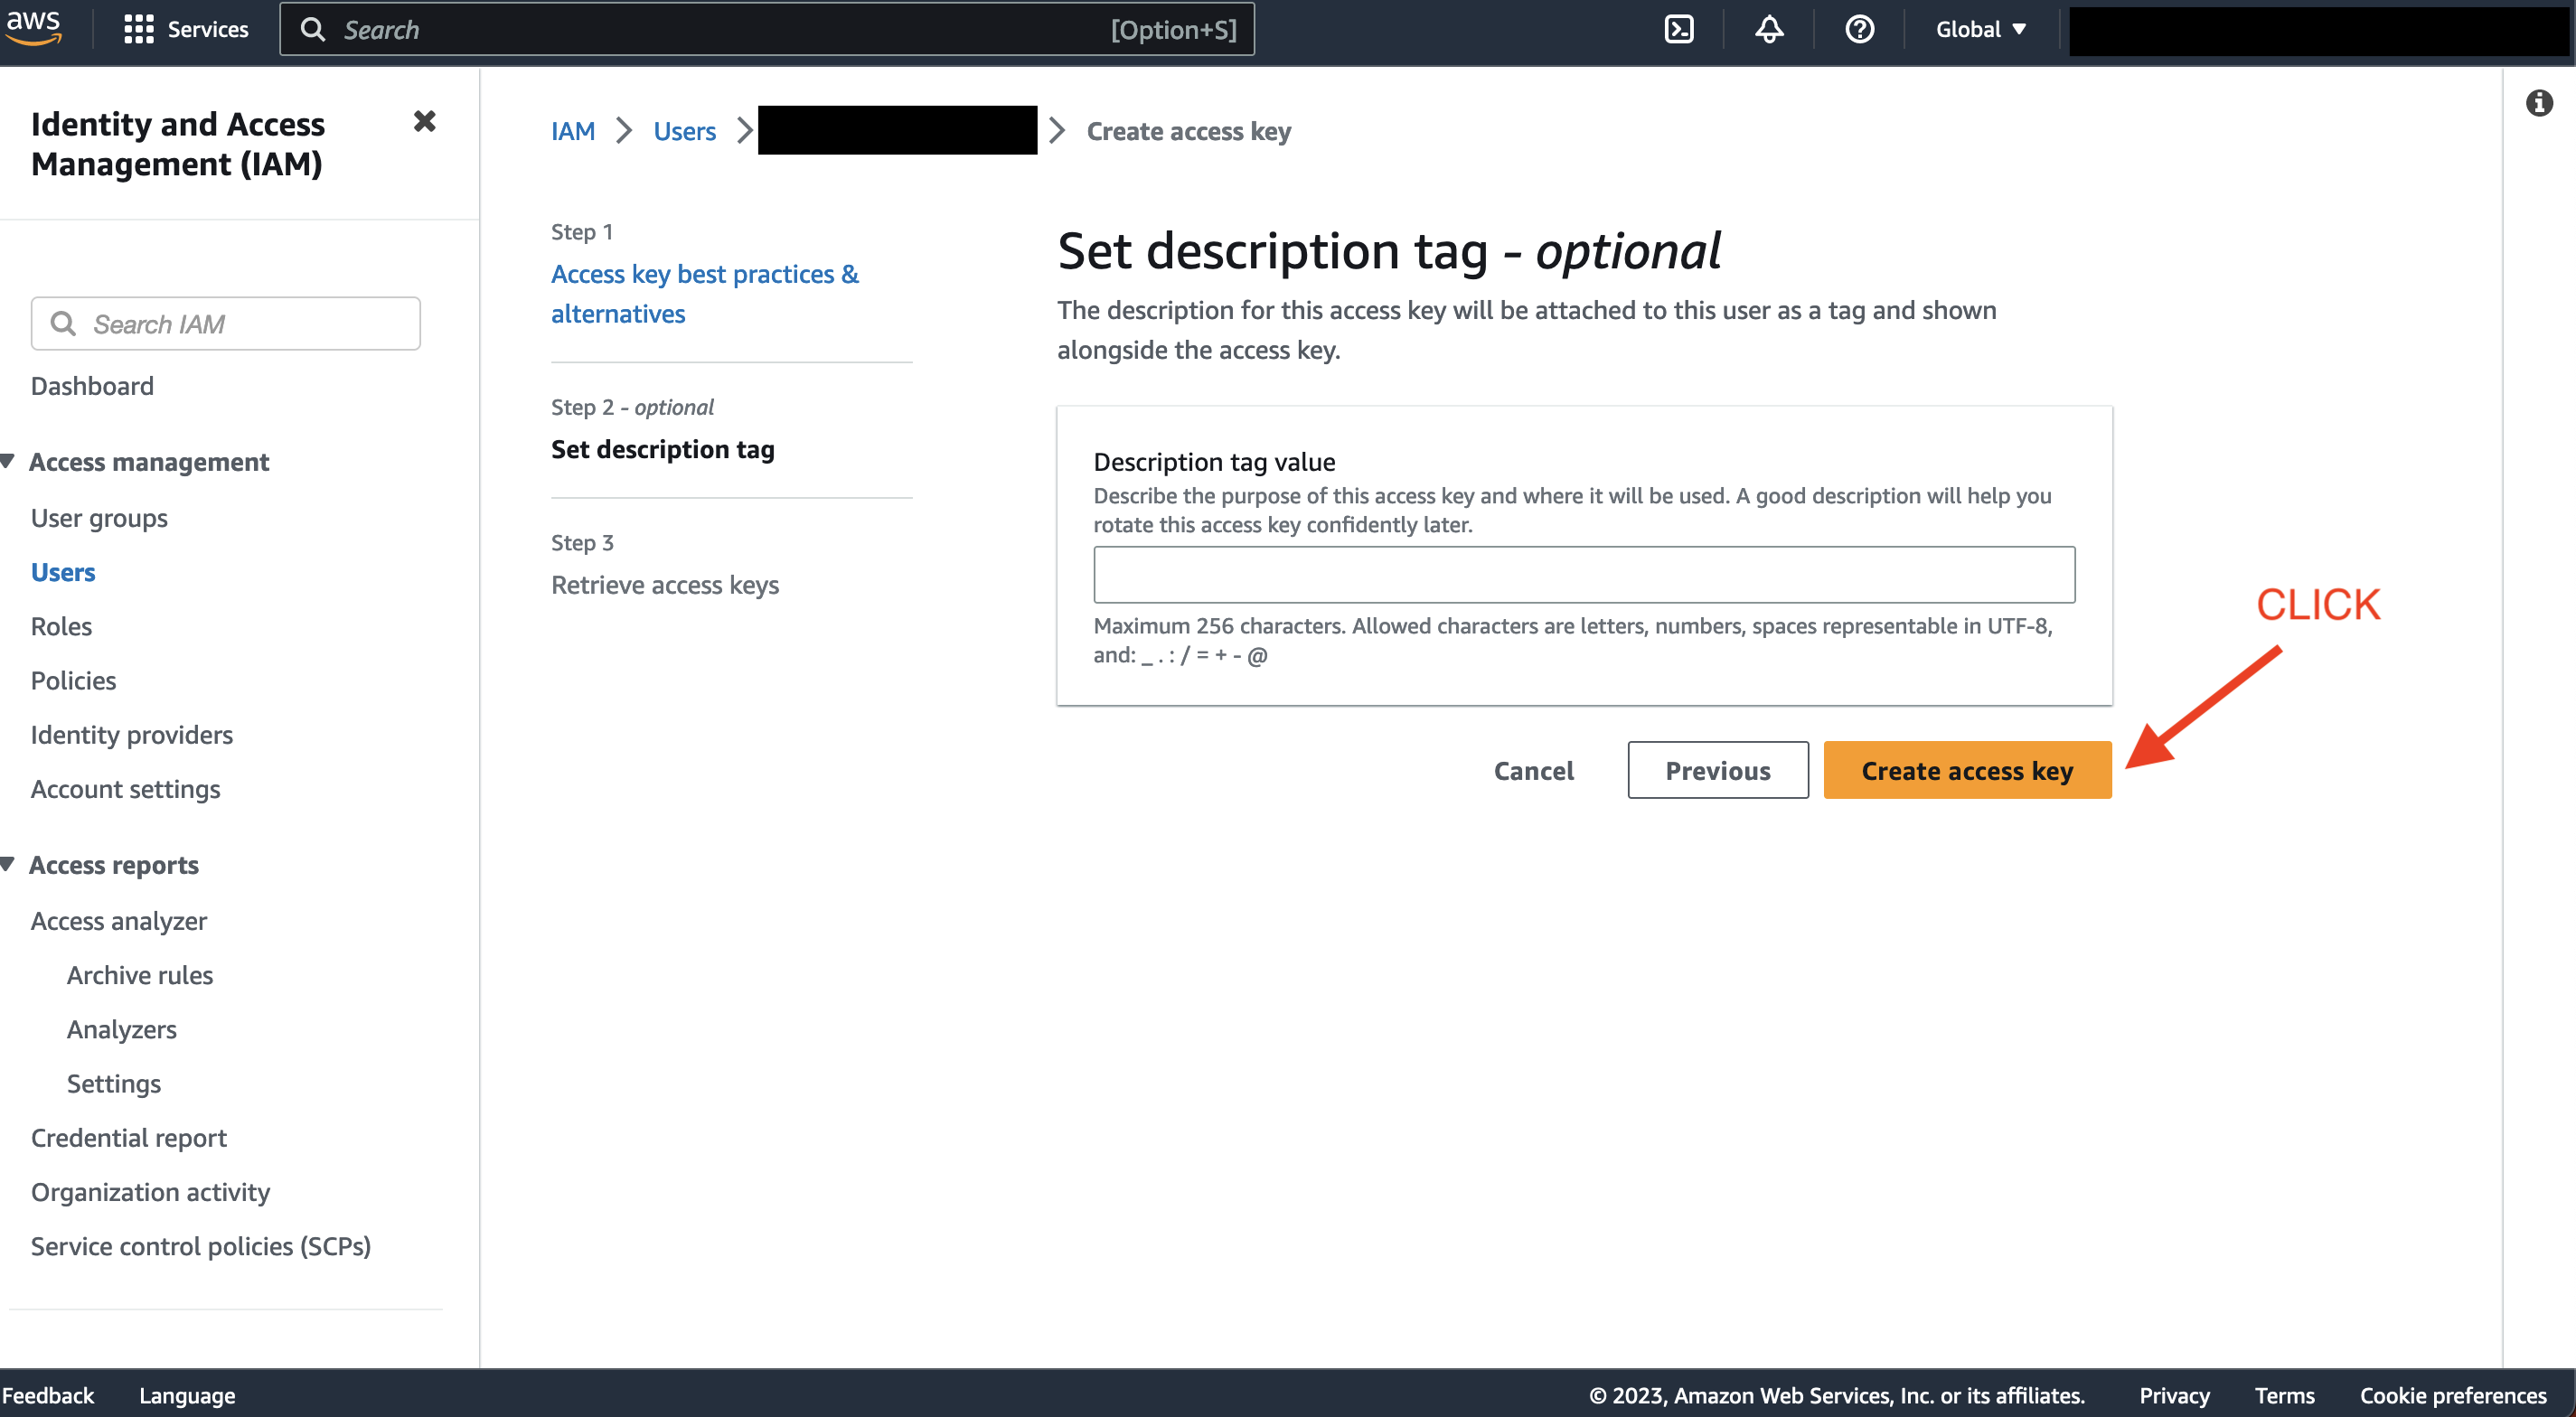 aws Services Search [Option+S] Global
Identity and Access
Management (IAM)
Search IAM
Dashboard
Access management
User groups
Users
Roles
Policies
Identity providers
Account settings
Access reports
Access analyzer
Archive rules
Analyzers
Settings
Credential report
Organization activity
Service control policies (SCPs)
IAM > Users > > Create access key
Step 1
Access key best practices &
alternatives
Step 2 - optional
Set description tag
Step 3
Retrieve access keys
Set description tag - optional
The description for this access key will be attached to this user as a tag and shown
alongside the access key.
Description tag value
Describe the purpose of this access key and where it will be used. A good description will help you
rotate this access key confidently later.
Maximum 256 characters. Allowed characters are letters, numbers, spaces representable in UTF-8,
and: _ . : / = + - @
Cancel Previous Create access key
CLICK
Feedback Language © 2023, Amazon Web Services, Inc. or its affiliates. Privacy Terms Cookie preferences